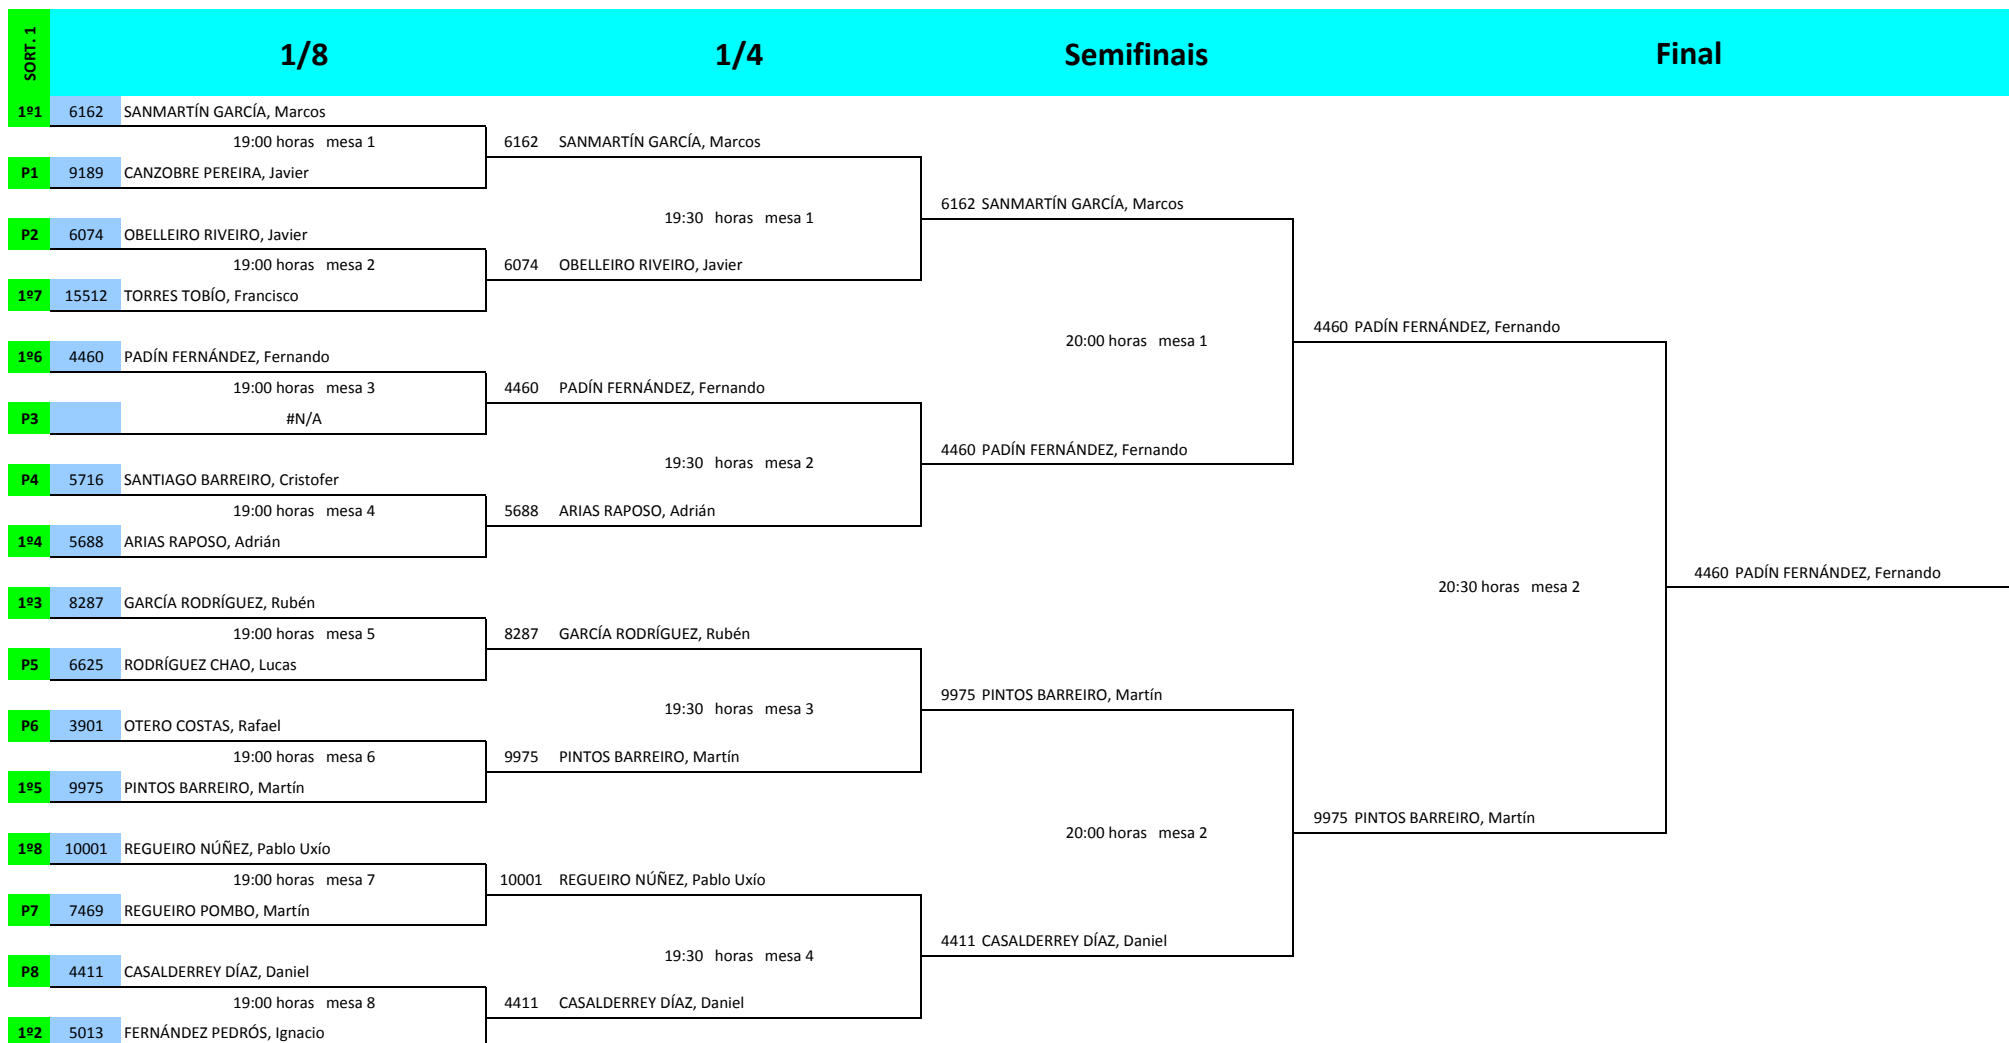 SORT. 1
1/8 1/4 Semifinais Final
1º1 6162 SANMARTÍN GARCÍA, Marcos
19:00 horas mesa 1 6162 SANMARTÍN GARCÍA, Marcos
P1 9189 CANZOBRE PEREIRA, Javier
6162 SANMARTÍN GARCÍA, Marcos
19:30 horas mesa 1
P2 6074 OBELLEIRO RIVEIRO, Javier
19:00 horas mesa 2 6074 OBELLEIRO RIVEIRO, Javier
1º7 15512 TORRES TOBÍO, Francisco
4460 PADÍN FERNÁNDEZ, Fernando
20:00 horas mesa 1
1º6 4460 PADÍN FERNÁNDEZ, Fernando
19:00 horas mesa 3 4460 PADÍN FERNÁNDEZ, Fernando
P3 #N/A
4460 PADÍN FERNÁNDEZ, Fernando
19:30 horas mesa 2
P4 5716 SANTIAGO BARREIRO, Cristofer
19:00 horas mesa 4 5688 ARIAS RAPOSO, Adrián
1º4 5688 ARIAS RAPOSO, Adrián
4460 PADÍN FERNÁNDEZ, Fernando
20:30 horas mesa 2
1º3 8287 GARCÍA RODRÍGUEZ, Rubén
19:00 horas mesa 5 8287 GARCÍA RODRÍGUEZ, Rubén
P5 6625 RODRÍGUEZ CHAO, Lucas
9975 PINTOS BARREIRO, Martín
19:30 horas mesa 3
P6 3901 OTERO COSTAS, Rafael
19:00 horas mesa 6 9975 PINTOS BARREIRO, Martín
1º5 9975 PINTOS BARREIRO, Martín
9975 PINTOS BARREIRO, Martín
20:00 horas mesa 2
1º8 10001 REGUEIRO NÚÑEZ, Pablo Uxío
19:00 horas mesa 7 10001 REGUEIRO NÚÑEZ, Pablo Uxío
P7 7469 REGUEIRO POMBO, Martín
4411 CASALDERREY DÍAZ, Daniel
19:30 horas mesa 4
P8 4411 CASALDERREY DÍAZ, Daniel
19:00 horas mesa 8 4411 CASALDERREY DÍAZ, Daniel
1º2 5013 FERNÁNDEZ PEDRÓS, Ignacio